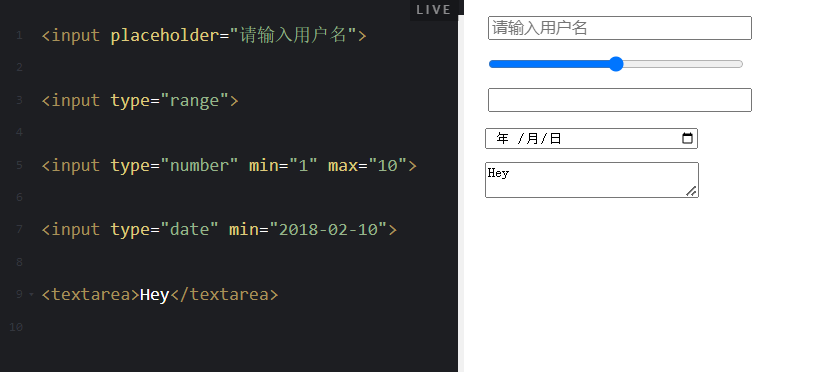 LIVE
1 <input placeholder="请输入用户名">
2
3 <input type="range">
4
5 <input type="number" min="1" max="10">
6
7 <input type="date" min="2018-02-10">
8
9 <textarea>Hey</textarea>
10
请输入用户名
年 /月/日
Hey